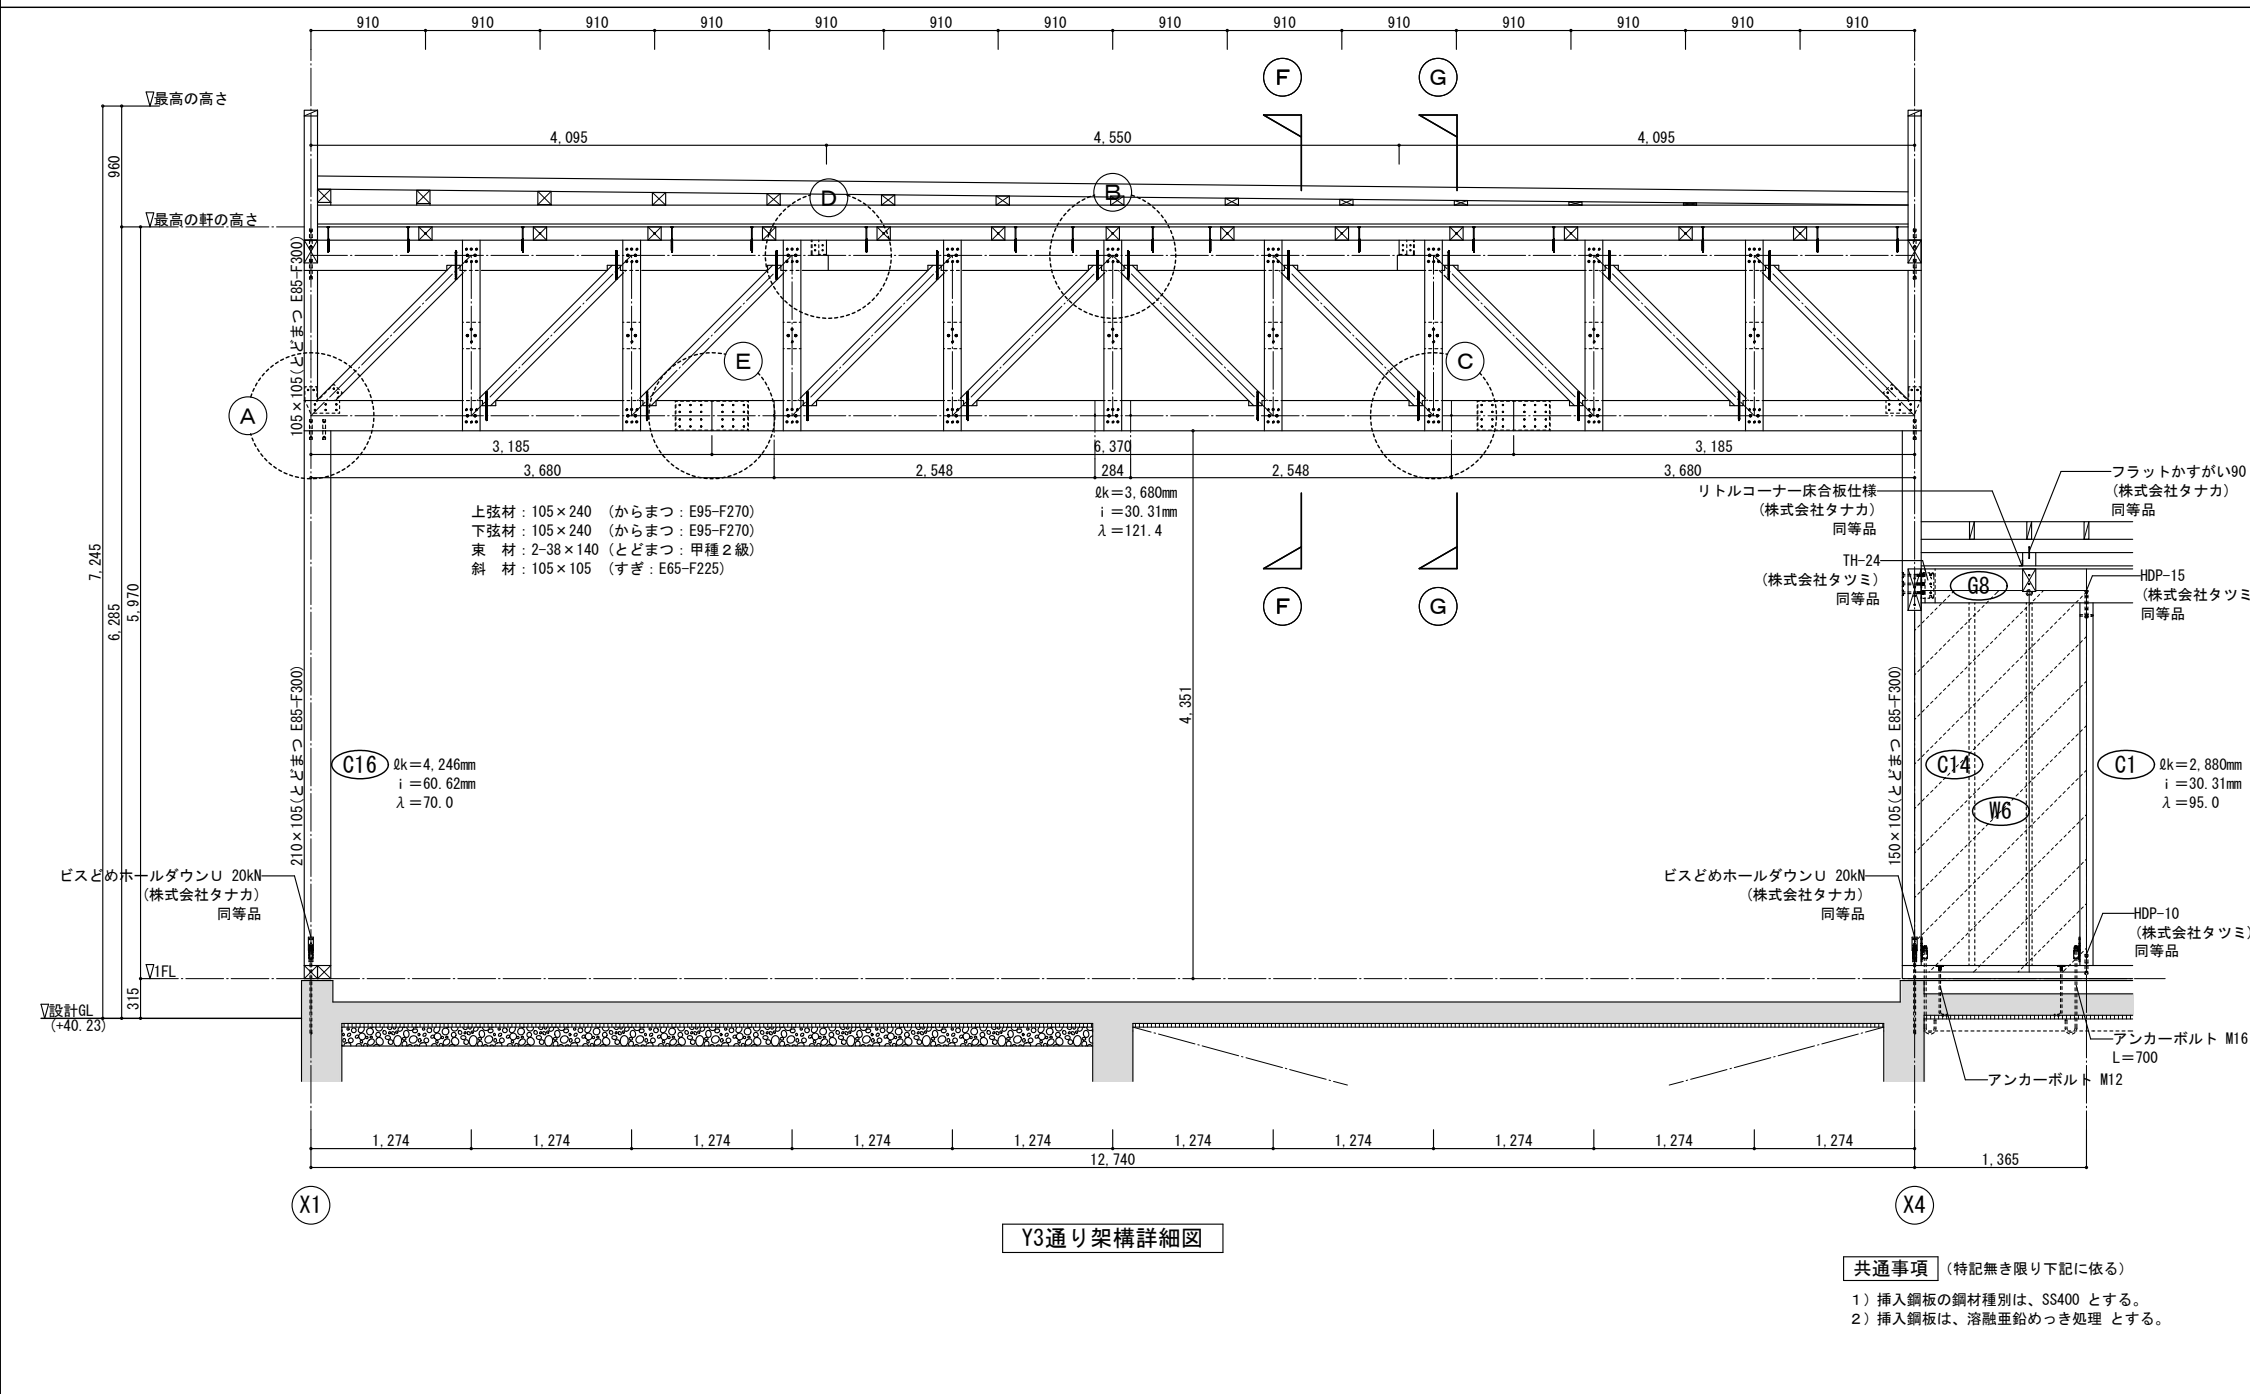 910 910 910 910 910 910 910 910 910 910 910 910 910 910
F G
▽最高の高さ
4,095 4,550 4,095
960
D B
▽最高の軒の高さ
105×105(とどまつ E85-F300)
A E C
3,185 6,370 3,185
3,680 2,548 284 2,548 3,680
ℓk=3,680mm
i=30.31mm
λ=121.4
上弦材:105×240 (からまつ:E95-F270)
下弦材:105×240 (からまつ:E95-F270)
束 材:2-38×140(とどまつ:甲種2級)
斜 材:105×105 (すぎ:E65-F225)
F G
フラットかすがい90
(株式会社タナカ)
同等品
リトルコーナー床合板仕様
(株式会社タナカ)
同等品
TH-24
(株式会社タツミ)
同等品
G8
HDP-15
(株式会社タツミ
同等品
7,245
6,285
5,970
4,351
210×105(とどまつ E85-F300)
150×105(とどまつ E85-F300)
C16
ℓk=4,246mm
i=60.62mm
λ=70.0
C14
W6
C1
ℓk=2,880mm
i=30.31mm
λ=95.0
ビスどめホールダウンU 20kN
(株式会社タナカ)
同等品
ビスどめホールダウンU 20kN
(株式会社タナカ)
同等品
HDP-10
(株式会社タツミ)
同等品
▽1FL
315
▽設計GL
(+40.23)
アンカーボルト M16
L=700
アンカーボルト M12
1,274 1,274 1,274 1,274 1,274 1,274 1,274 1,274 1,274 1,274
12,740 1,365
X1 X4
Y3通り架構詳細図
共通事項 (特記無き限り下記に依る)
1)挿入鋼板の鋼材種別は、SS400 とする。
2)挿入鋼板は、溶融亜鉛めっき処理 とする。